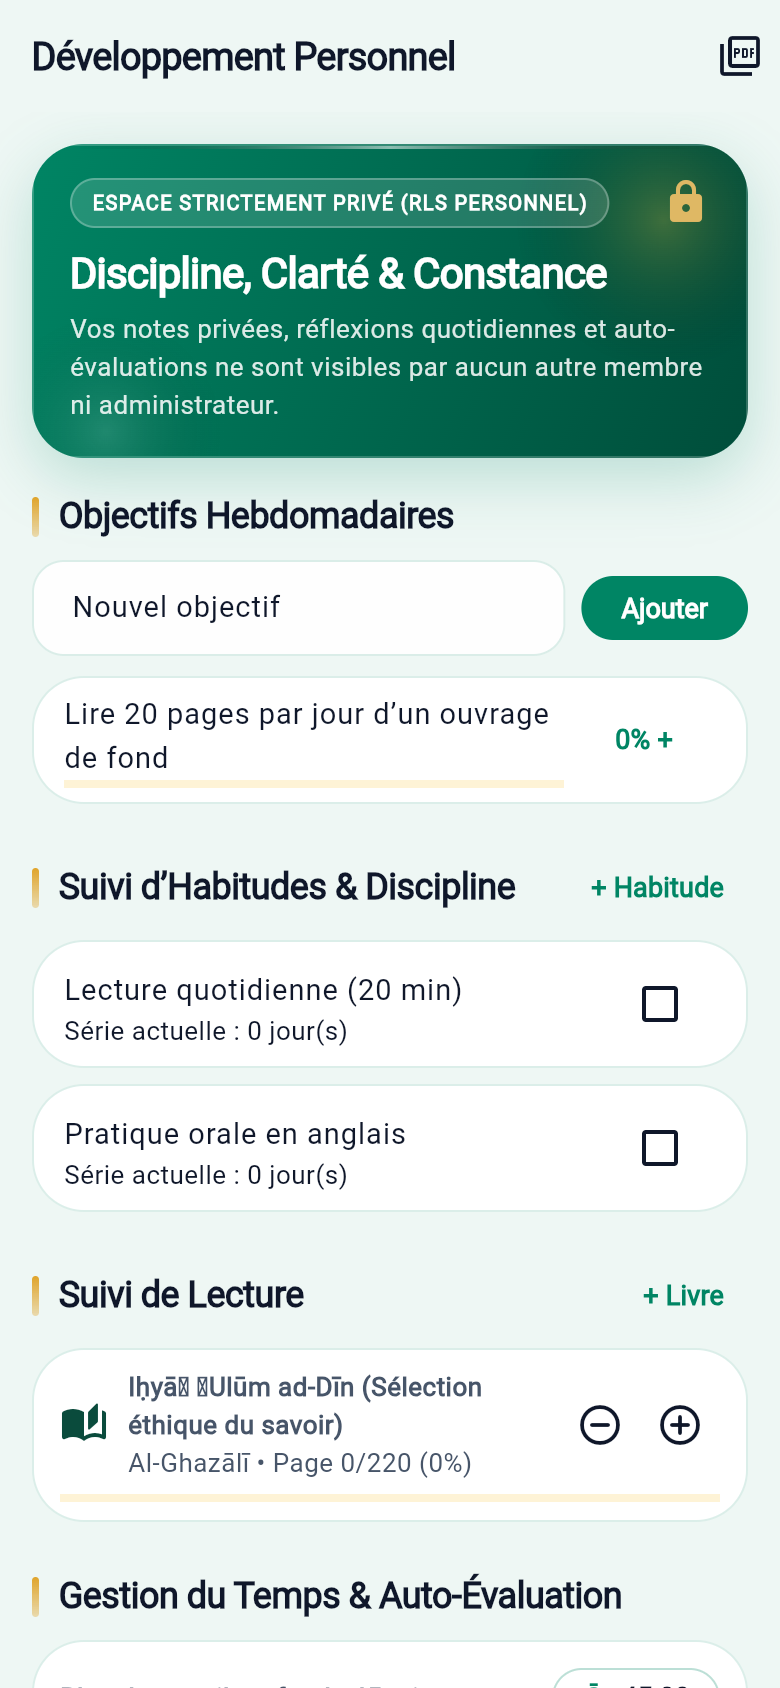 Développement Personnel
PDF
ESPACE STRICTEMENT PRIVÉ (RLS PERSONNEL)
Discipline, Clarté & Constance
Vos notes privées, réflexions quotidiennes et auto-
évaluations ne sont visibles par aucun autre membre
ni administrateur.
Objectifs Hebdomadaires
Nouvel objectif
Ajouter
Lire 20 pages par jour d’un ouvrage
de fond
0% +
Suivi d’Habitudes & Discipline
+ Habitude
Lecture quotidienne (20 min)
Série actuelle : 0 jour(s)
Pratique orale en anglais
Série actuelle : 0 jour(s)
Suivi de Lecture
+ Livre
Iḥyā Ulūm ad-Dīn (Sélection
éthique du savoir)
Al-Ghazālī • Page 0/220 (0%)
Gestion du Temps & Auto-Évaluation